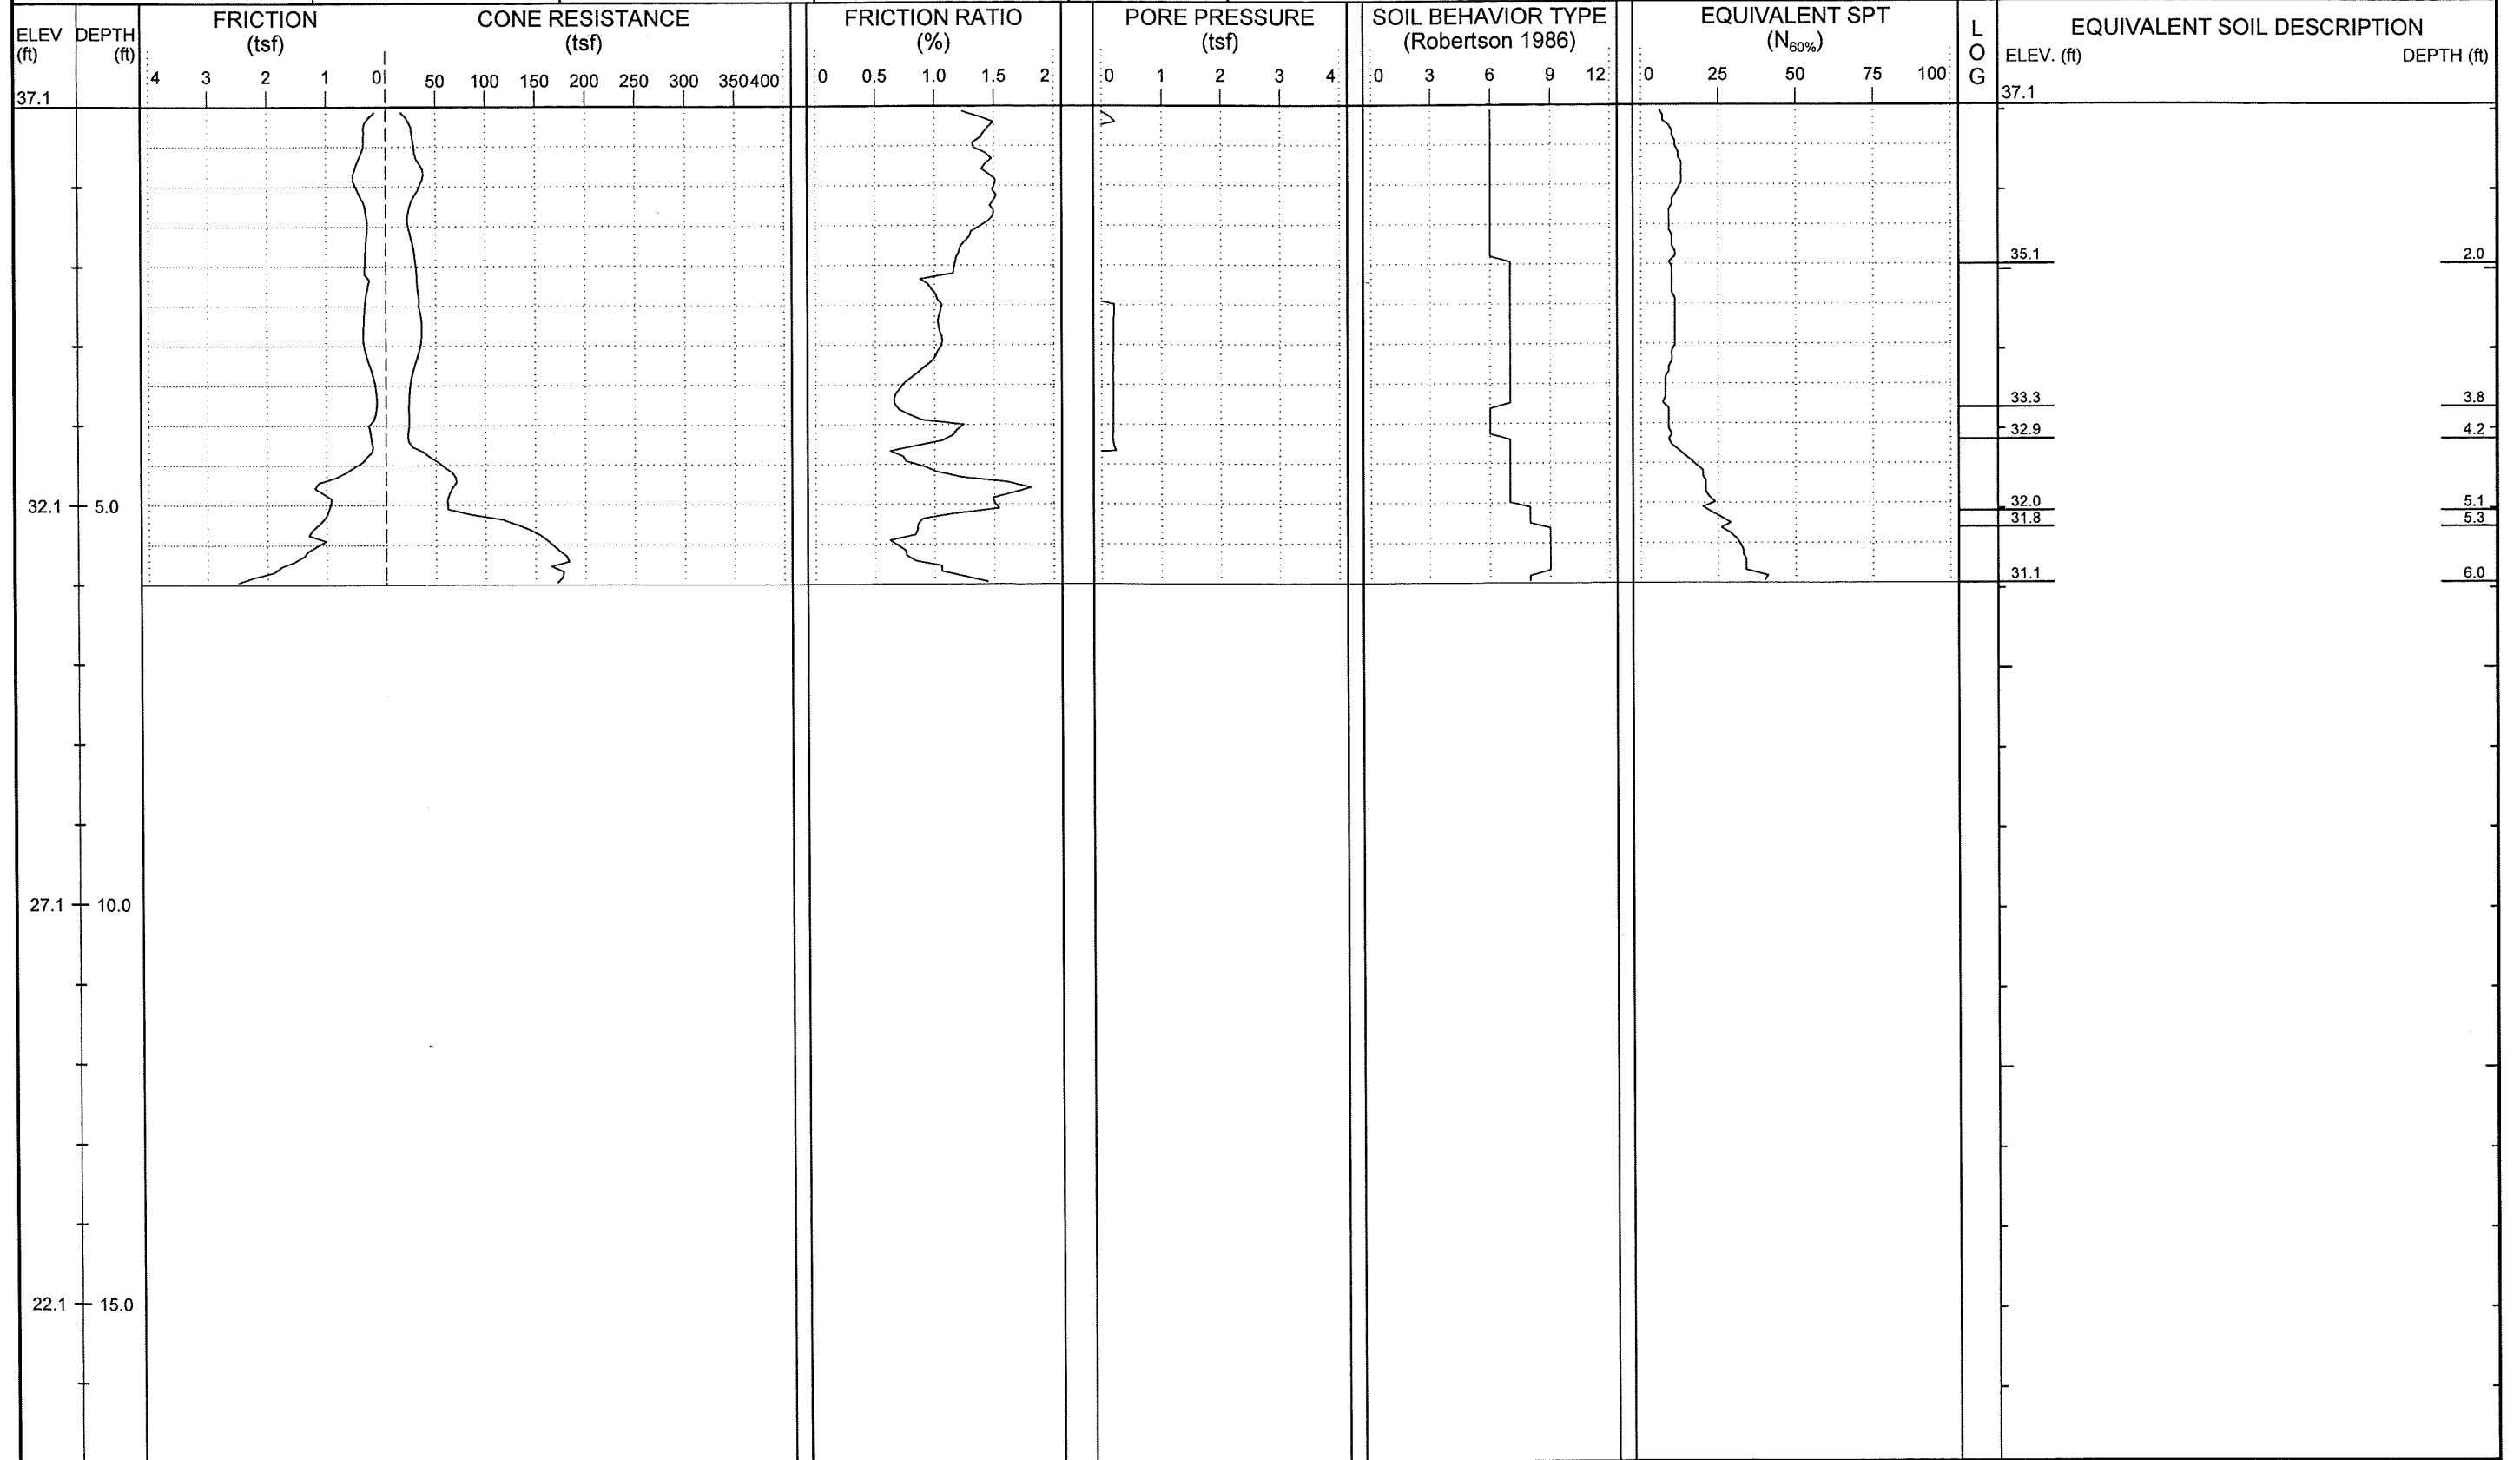 FRICTION CONE RESISTANCE FRICTION RATIO PORE PRESSURE SOIL BEHAVIOR TYPE EQUIVALENT SPT L EQUIVALENT SOIL DESCRIPTION
ELEV DEPTH (tsf) (tsf) (%) (tsf) (Robertson 1986) (N60%) O
(ft) (ft) ELEV. (ft) DEPTH (ft)
4 3 2 1 0 50 100 150 200 250 300 350 400 0 0.5 1.0 1.5 2 0 1 2 3 4 0 3 6 9 12 0 25 50 75 100 G
37.1 37.1
35.1 2.0
33.3 3.8
32.9 4.2
32.1 5.0 32.0 5.1
31.8 5.3
31.1 6.0
27.1 10.0
22.1 15.0